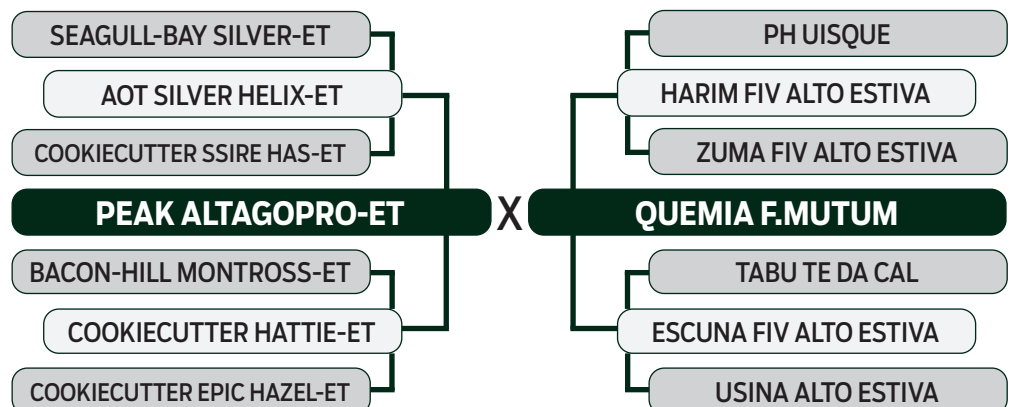 SEAGULL-BAY SILVER-ET
AOT SILVER HELIX-ET
COOKIECUTTER SSIRE HAS-ET
PEAK ALTAGOPRO-ET
BACON-HILL MONTROSS-ET
COOKIECUTTER HATTIE-ET
COOKIECUTTER EPIC HAZEL-ET
X
PH UISQUE
HARIM FIV ALTO ESTIVA
ZUMA FIV ALTO ESTIVA
QUEMIA F.MUTUM
TABU TE DA CAL
ESCUNA FIV ALTO ESTIVA
USINA ALTO ESTIVA